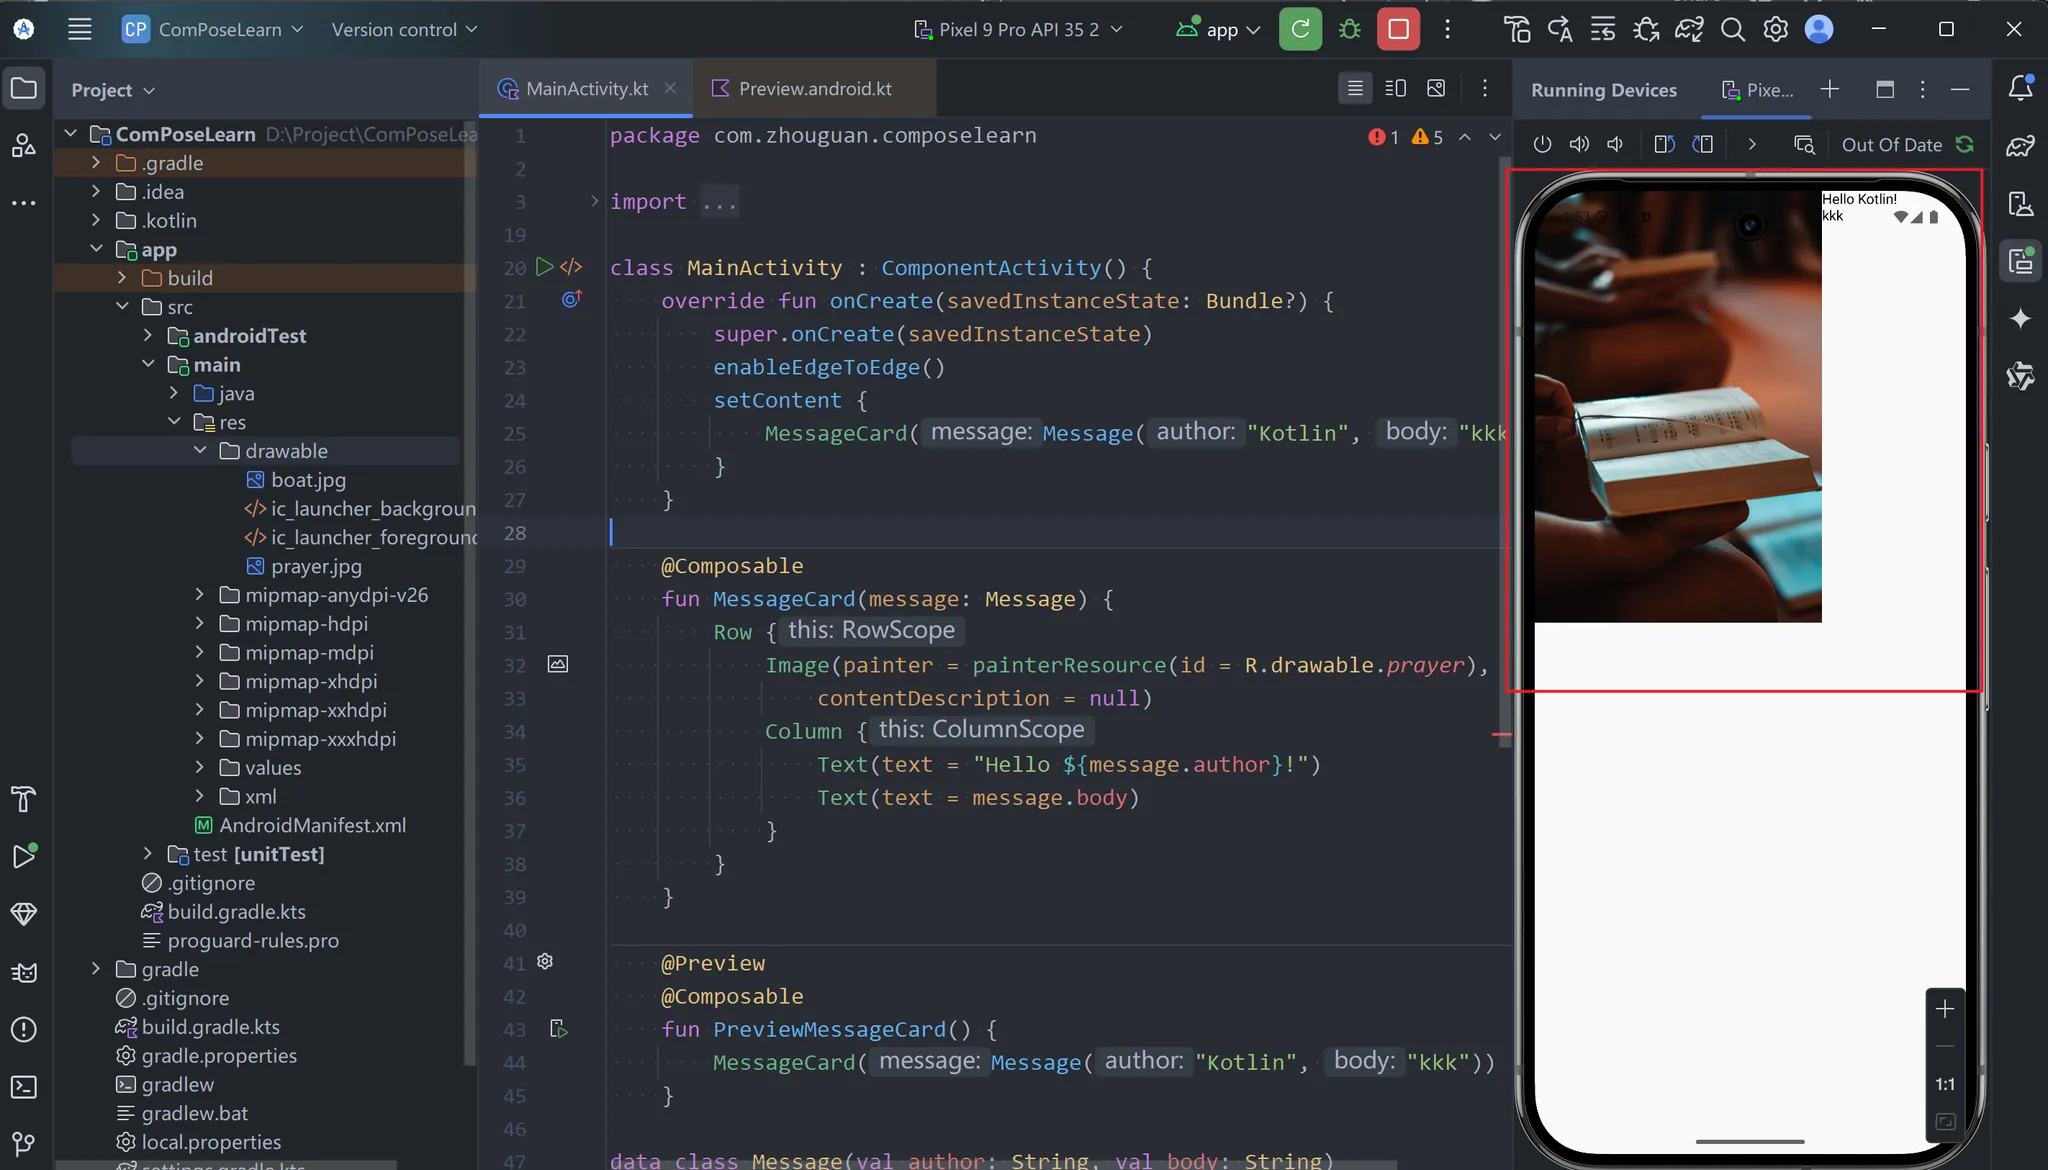 CP ComPoseLearn Version control Pixel 9 Pro API 35 2 app
Project
MainActivity.kt Preview.android.kt
Running Devices Pixe...
Out Of Date
ComPoseLearn D:\Project\ComPoseLea
.gradle
.idea
.kotlin
app
build
src
androidTest
main
java
res
drawable
boat.jpg
ic_launcher_backgroun
ic_launcher_foreground
prayer.jpg
mipmap-anydpi-v26
mipmap-hdpi
mipmap-mdpi
mipmap-xhdpi
mipmap-xxhdpi
mipmap-xxxhdpi
values
xml
AndroidManifest.xml
test [unitTest]
.gitignore
build.gradle.kts
proguard-rules.pro
gradle
.gitignore
build.gradle.kts
gradle.properties
gradlew
gradlew.bat
local.properties
settings.gradle.kts
1 package com.zhouguan.composelearn 1 5
2
3 import ...
19
20 class MainActivity : ComponentActivity() {
21 override fun onCreate(savedInstanceState: Bundle?) {
22 super.onCreate(savedInstanceState)
23 enableEdgeToEdge()
24 setContent {
25 MessageCard( message: Message( author: "Kotlin", body: "kkk
26 }
27 }
28
29 @Composable
30 fun MessageCard(message: Message) {
31 Row { this: RowScope
32 Image(painter = painterResource(id = R.drawable.prayer),
33 contentDescription = null)
34 Column { this: ColumnScope
35 Text(text = "Hello ${message.author}!")
36 Text(text = message.body)
37 }
38 }
39 }
40
41 @Preview
42 @Composable
43 fun PreviewMessageCard() {
44 MessageCard( message: Message( author: "Kotlin", body: "kkk"))
45 }
46
47 data class Message(val author: String, val body: String)
Hello Kotlin!
kkk
1:1